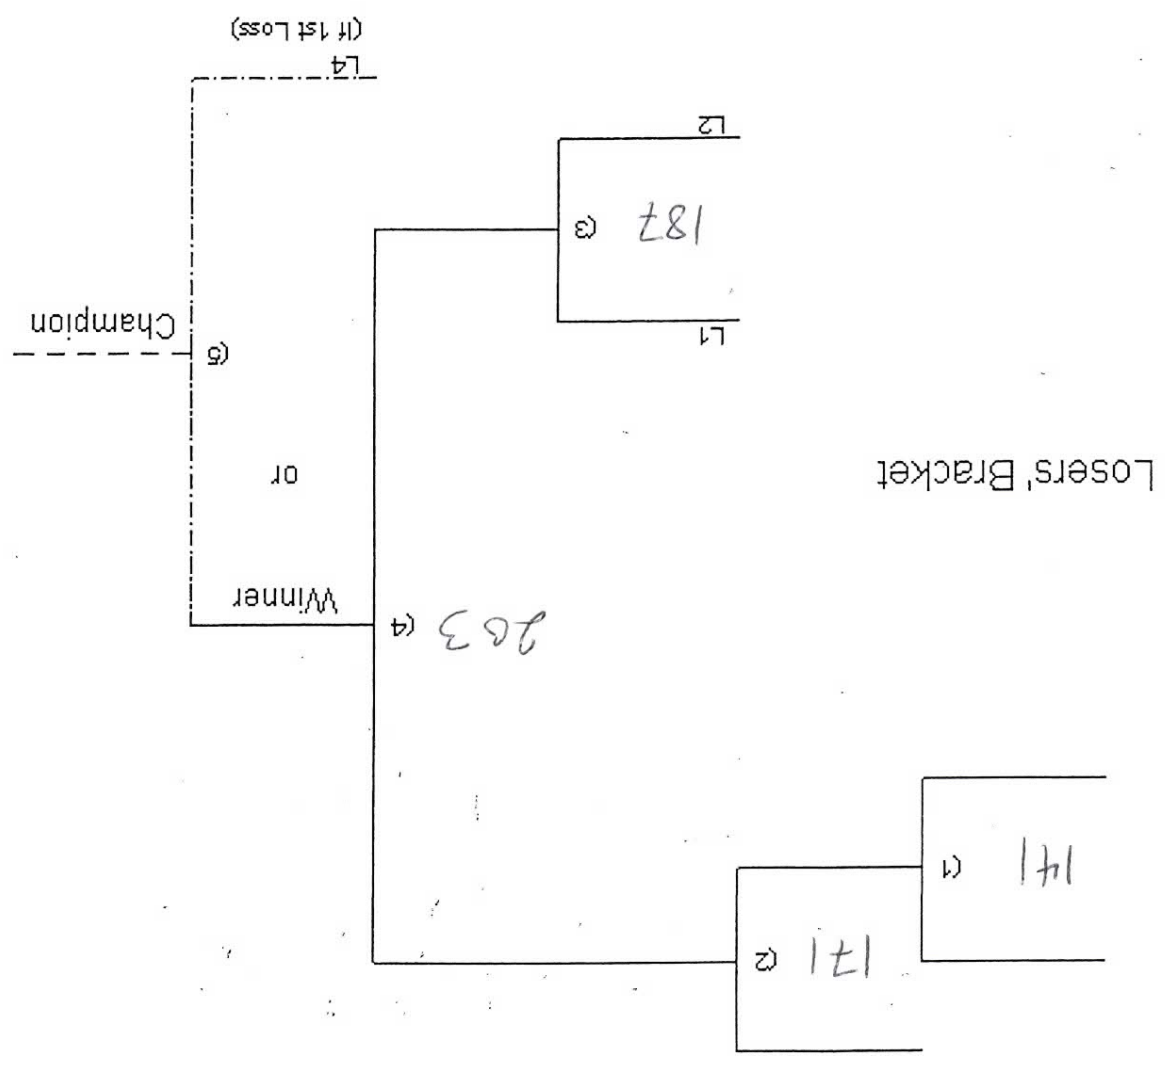 171 (2
141 (1
203 (4
Winner
or
Losers' Bracket
(5
Champion
L1
187 (3
L2
L4
(If 1st Loss)